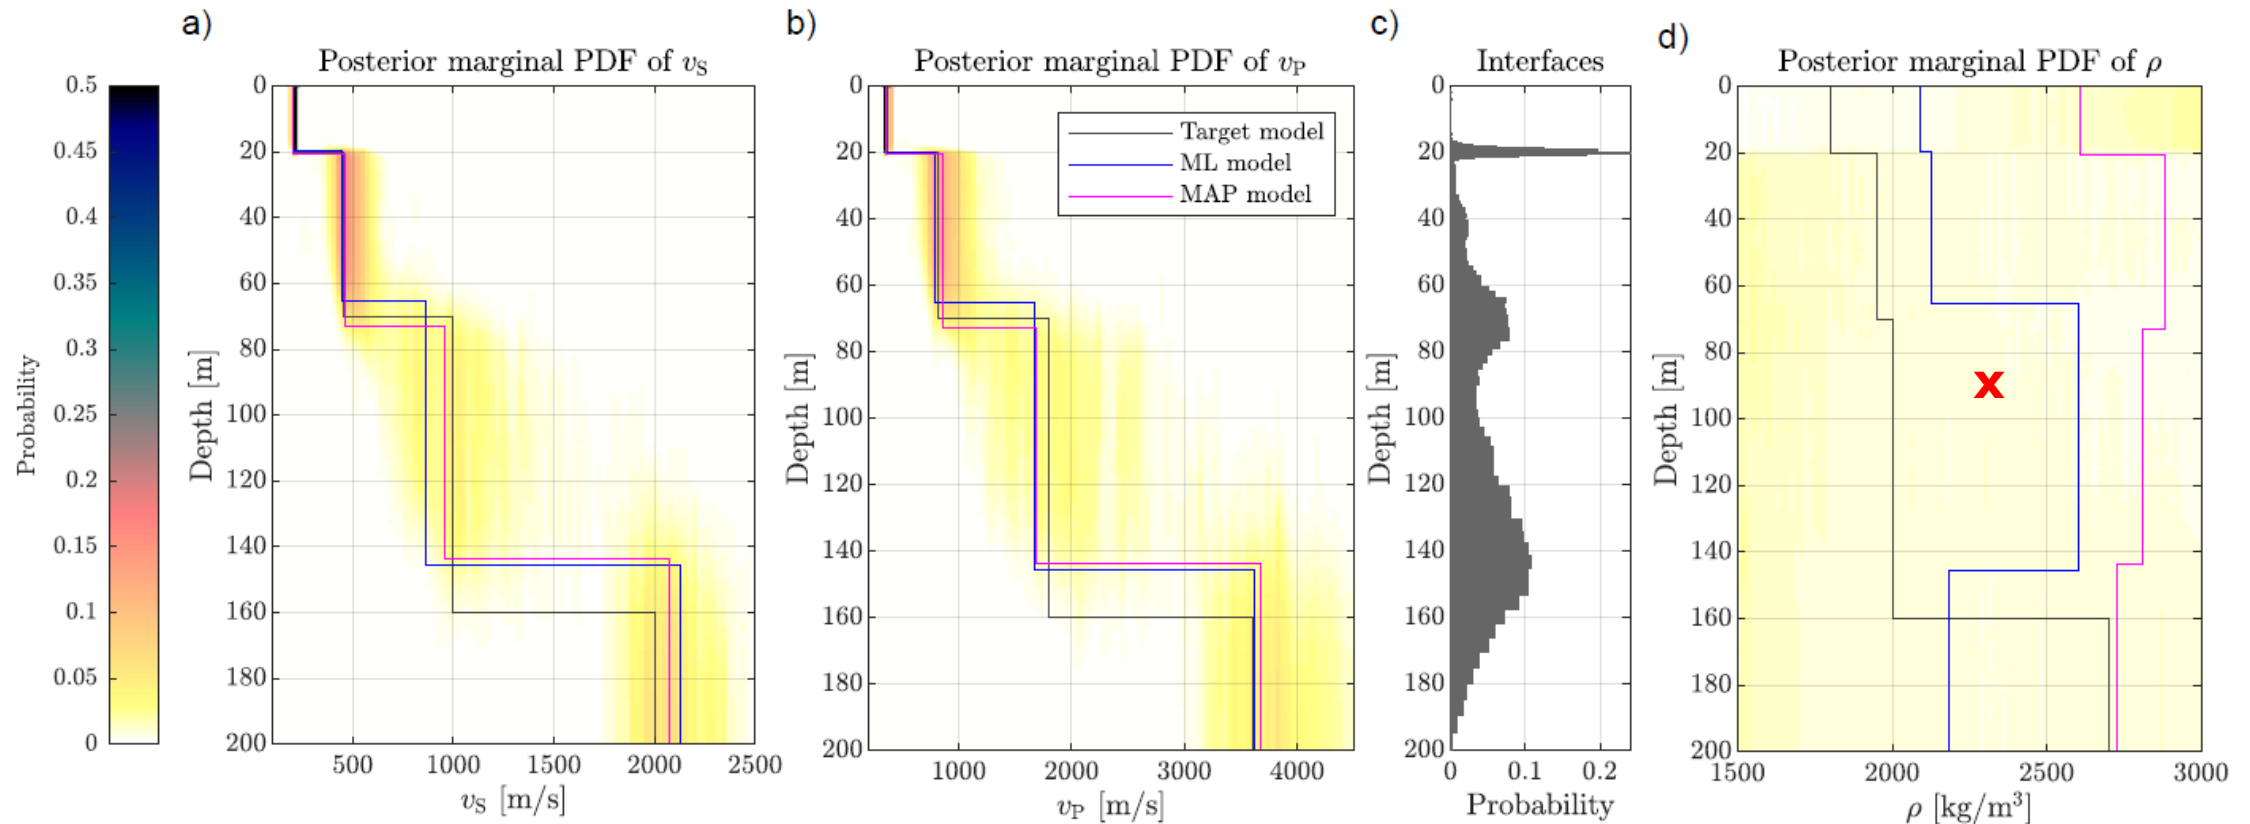 a)
Posterior marginal PDF of vS
Probability
0.5
0.45
0.4
0.35
0.3
0.25
0.2
0.15
0.1
0.05
0
Depth [m]
0
20
40
60
80
100
120
140
160
180
200
500 1000 1500 2000 2500
vS [m/s]
b)
Posterior marginal PDF of vP
Target model
ML model
MAP model
Depth [m]
0
20
40
60
80
100
120
140
160
180
200
1000 2000 3000 4000
vP [m/s]
c)
Interfaces
Depth [m]
0
20
40
60
80
100
120
140
160
180
200
0 0.1 0.2
Probability
d)
Posterior marginal PDF of ρ
Depth [m]
0
20
40
60
80
100
120
140
160
180
200
x
1500 2000 2500 3000
ρ [kg/m³]